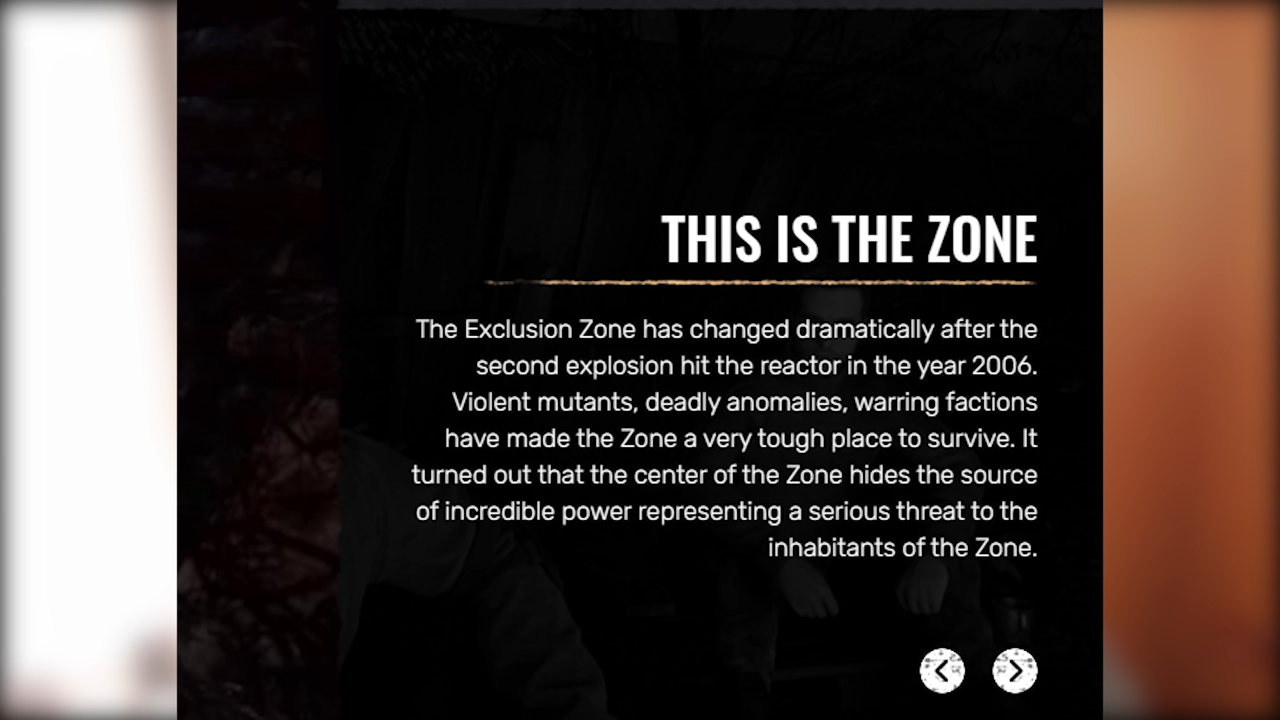 THIS IS THE ZONE
The Exclusion Zone has changed dramatically after the
second explosion hit the reactor in the year 2006.
Violent mutants, deadly anomalies, warring factions
have made the Zone a very tough place to survive. It
turned out that the center of the Zone hides the source
of incredible power representing a serious threat to the
inhabitants of the Zone.